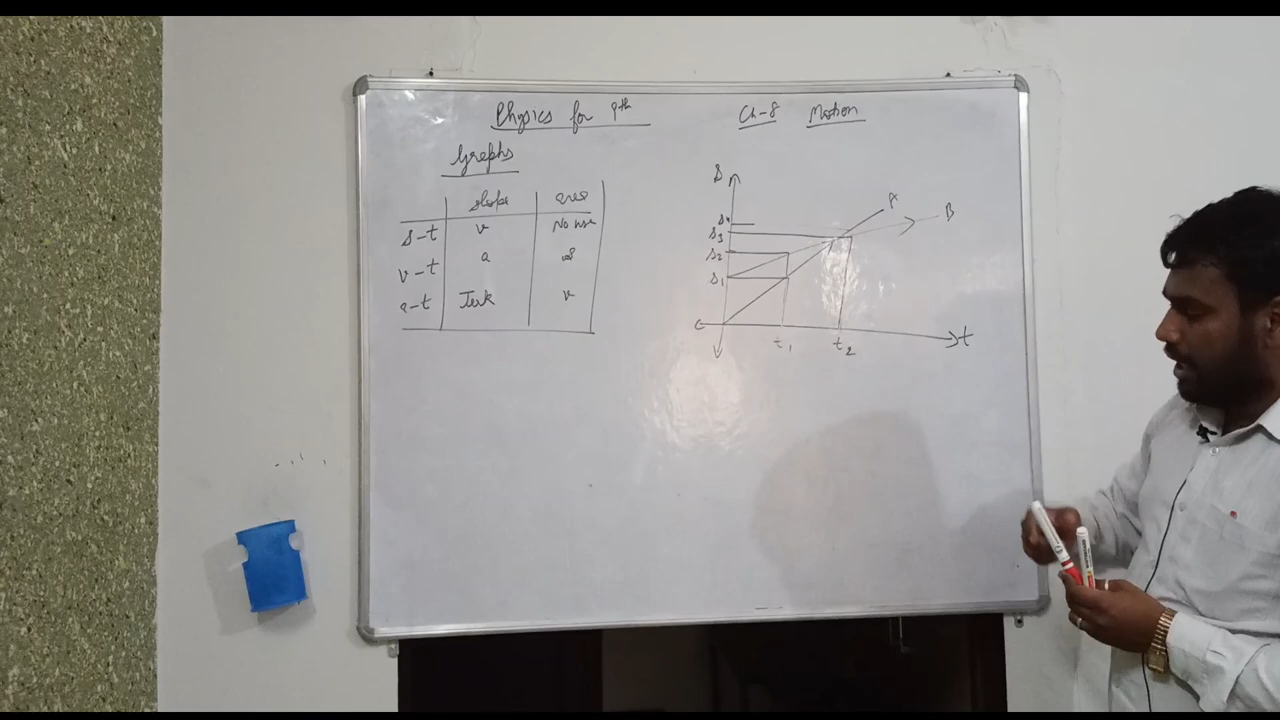 Physics for 9th
Ch-8 Motion
Graphs
slope area
s-t v No use
v-t a s
a-t Jerk v
s
A
B
s4
s3
s2
s1
t1 t2 t